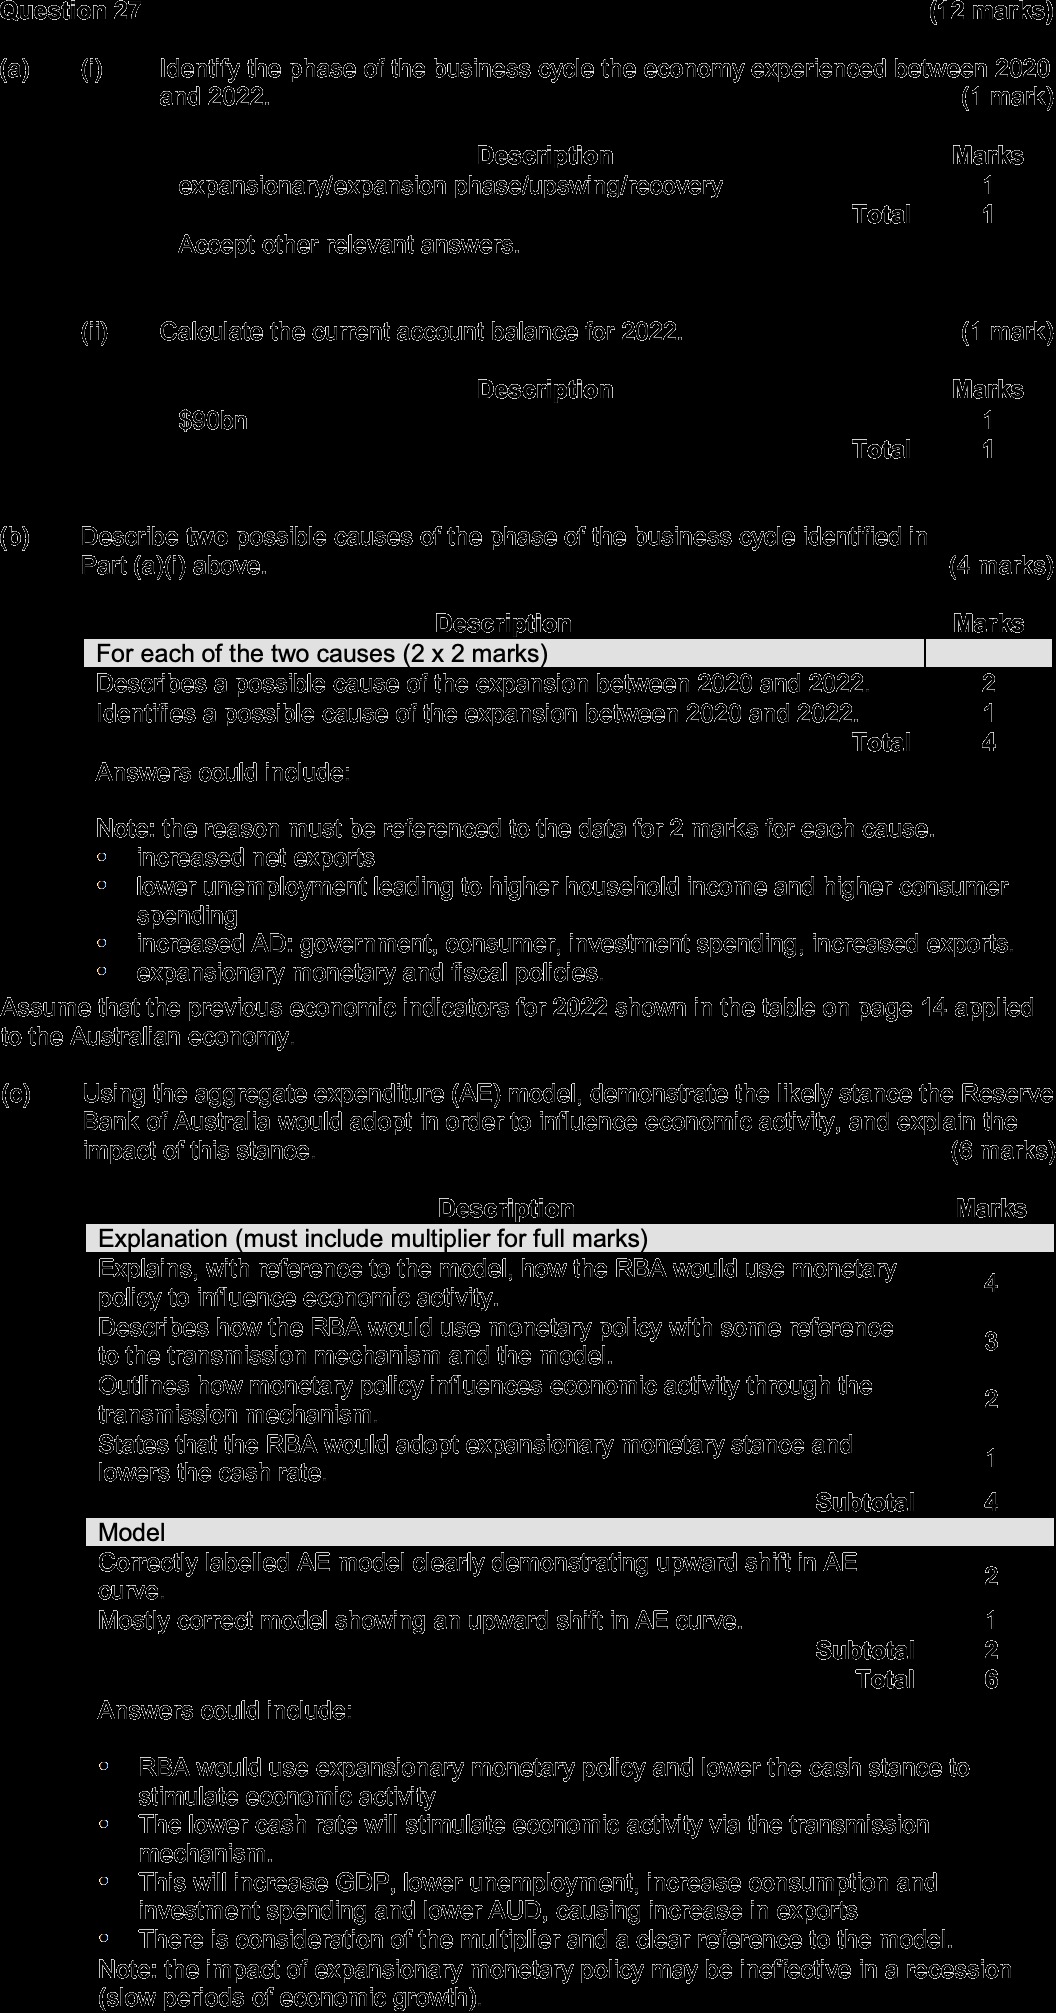 Question 27 (12 marks)
(a) (i) Identify the phase of the business cycle the economy experienced between 2020
and 2022. (1 mark)
Description Marks
expansionary/expansion phase/upswing/recovery 1
Total 1
Accept other relevant answers.
(ii) Calculate the current account balance for 2022. (1 mark)
Description Marks
$90bn 1
Total 1
(b) Describe two possible causes of the phase of the business cycle identified in
Part (a)(i) above. (4 marks)
Description Marks
For each of the two causes (2 x 2 marks)
Describes a possible cause of the expansion between 2020 and 2022. 2
Identifies a possible cause of the expansion between 2020 and 2022. 1
Total 4
Answers could include:
Note: the reason must be referenced to the data for 2 marks for each cause.
• increased net exports
• lower unemployment leading to higher household income and higher consumer
spending
• increased AD: government, consumer, investment spending, increased exports.
• expansionary monetary and fiscal policies.
Assume that the previous economic indicators for 2022 shown in the table on page 14 applied
to the Australian economy.
(c) Using the aggregate expenditure (AE) model, demonstrate the likely stance the Reserve
Bank of Australia would adopt in order to influence economic activity, and explain the
impact of this stance. (6 marks)
Description Marks
Explanation (must include multiplier for full marks)
Explains, with reference to the model, how the RBA would use monetary
policy to influence economic activity. 4
Describes how the RBA would use monetary policy with some reference
to the transmission mechanism and the model. 3
Outlines how monetary policy influences economic activity through the
transmission mechanism. 2
States that the RBA would adopt expansionary monetary stance and
lowers the cash rate. 1
Subtotal 4
Model
Correctly labelled AE model clearly demonstrating upward shift in AE
curve. 2
Mostly correct model showing an upward shift in AE curve. 1
Subtotal 2
Total 6
Answers could include:
• RBA would use expansionary monetary policy and lower the cash stance to
stimulate economic activity
• The lower cash rate will stimulate economic activity via the transmission
mechanism.
• This will increase GDP, lower unemployment, increase consumption and
investment spending and lower AUD, causing increase in exports
• There is consideration of the multiplier and a clear reference to the model.
Note: the impact of expansionary monetary policy may be ineffective in a recession
(slow periods of economic growth).